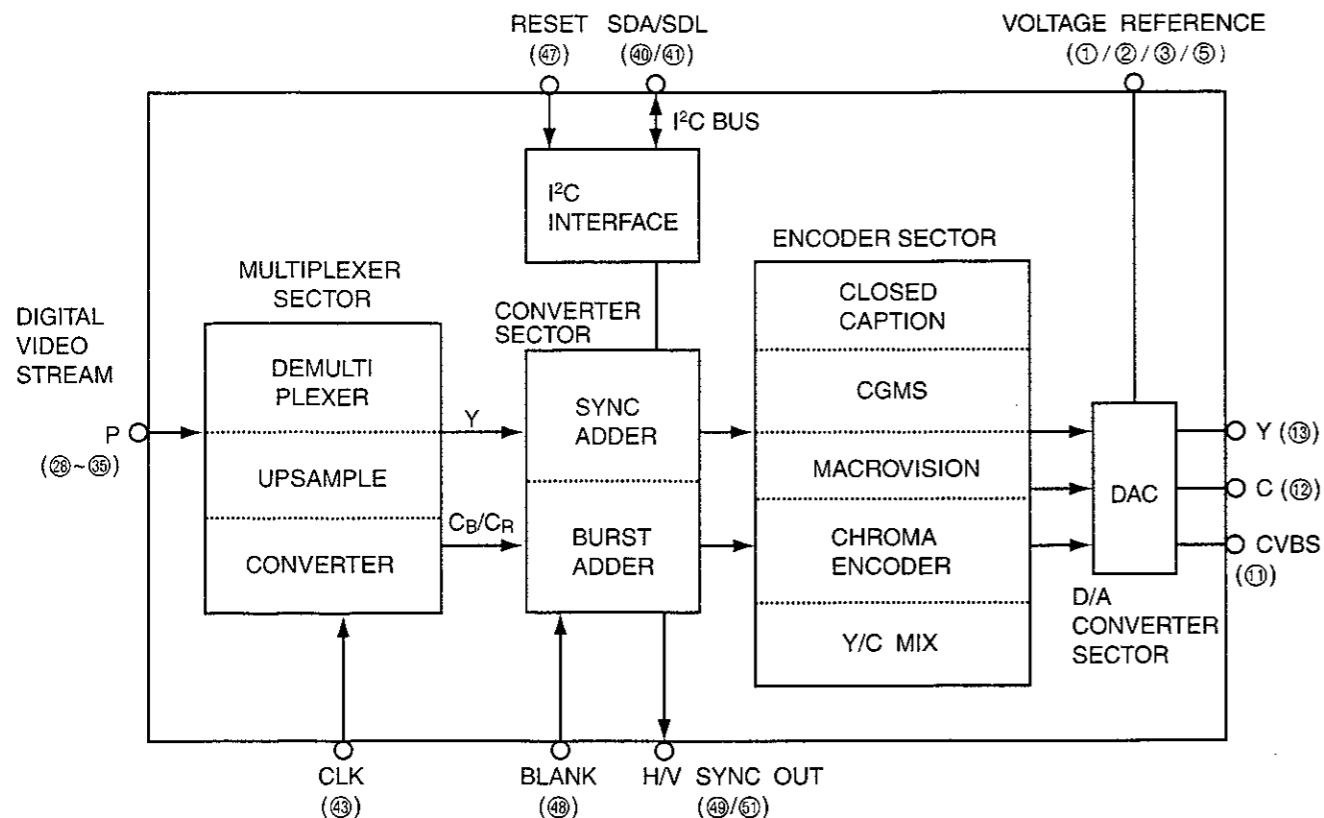 RESET SDA/SDL
(㊼) (㊵/㊶)
VOLTAGE REFERENCE
(①/②/③/⑤)
I²C BUS
I²C
INTERFACE
ENCODER SECTOR
MULTIPLEXER
SECTOR
CONVERTER
SECTOR
CLOSED
CAPTION
DIGITAL
VIDEO
STREAM
DEMULTI
PLEXER
CGMS
Y
SYNC
ADDER
P
(㉘~㉟)
Y (⑬)
UPSAMPLE
MACROVISION
DAC
C (⑫)
CB/CR
CONVERTER
BURST
ADDER
CHROMA
ENCODER
CVBS
(⑪)
D/A
CONVERTER
SECTOR
Y/C MIX
CLK
(㊸)
BLANK
(㊽)
H/V SYNC OUT
(㊾/51)